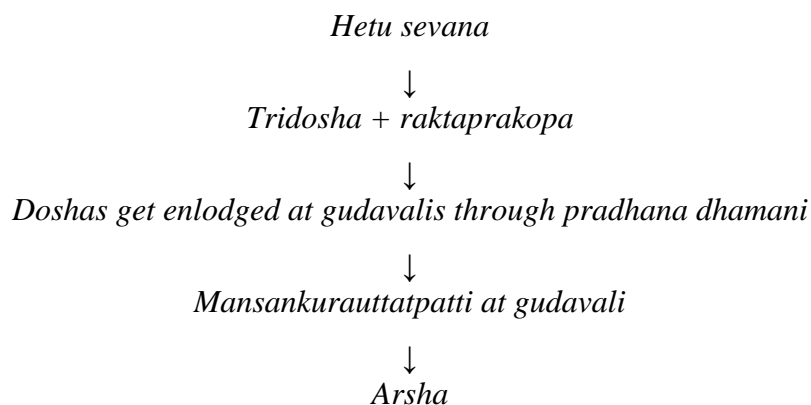 Hetu sevana
↓
Tridosha + raktaprakopa
↓
Doshas get enlodged at gudavalis through pradhana dhamani
↓
Mansankurauttatpatti at gudavali
↓
Arsha